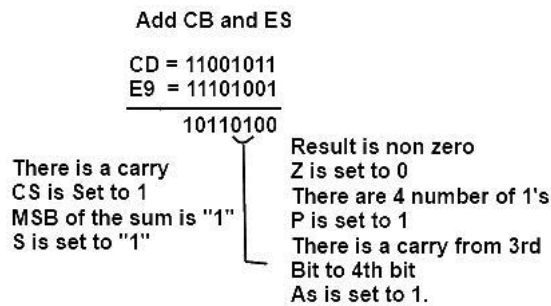 Add CB and ES
CD = 11001011
E9 = 11101001
10110100
There is a carry
CS is Set to 1
MSB of the sum is "1"
S is set to "1"
Result is non zero
Z is set to 0
There are 4 number of 1's
P is set to 1
There is a carry from 3rd
Bit to 4th bit
As is set to 1.